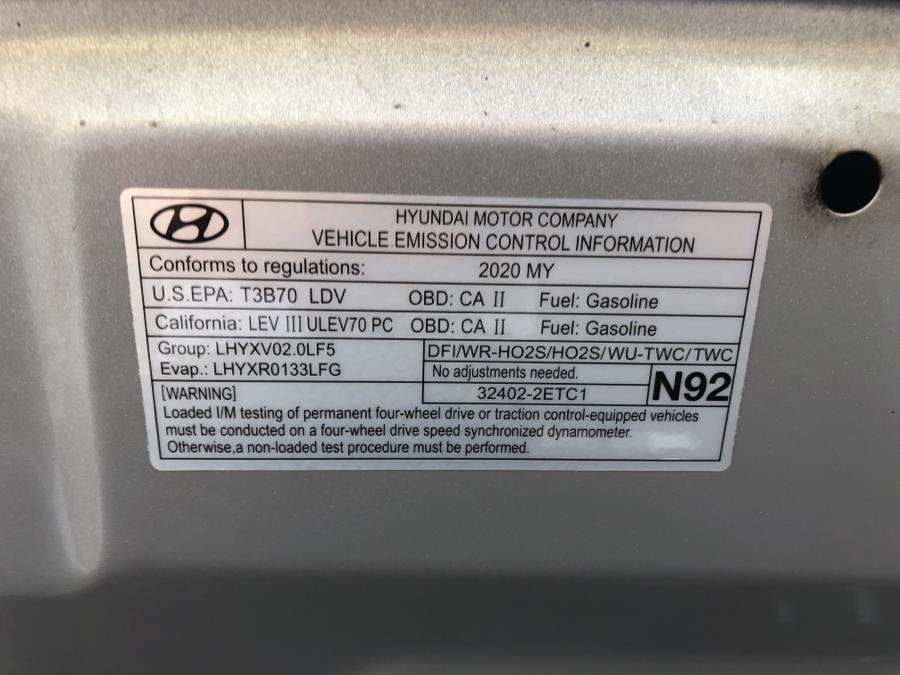 HYUNDAI MOTOR COMPANY
VEHICLE EMISSION CONTROL INFORMATION
Conforms to regulations: 2020 MY
U.S.EPA: T3B70 LDV OBD: CA II Fuel: Gasoline
California: LEV III ULEV70 PC OBD: CA II Fuel: Gasoline
Group: LHYXV02.0LF5
Evap.: LHYXR0133LFG
DFI/WR-HO2S/HO2S/WU-TWC/TWC
No adjustments needed.
32402-2ETC1
N92
[WARNING]
Loaded I/M testing of permanent four-wheel drive or traction control-equipped vehicles
must be conducted on a four-wheel drive speed synchronized dynamometer.
Otherwise,a non-loaded test procedure must be performed.